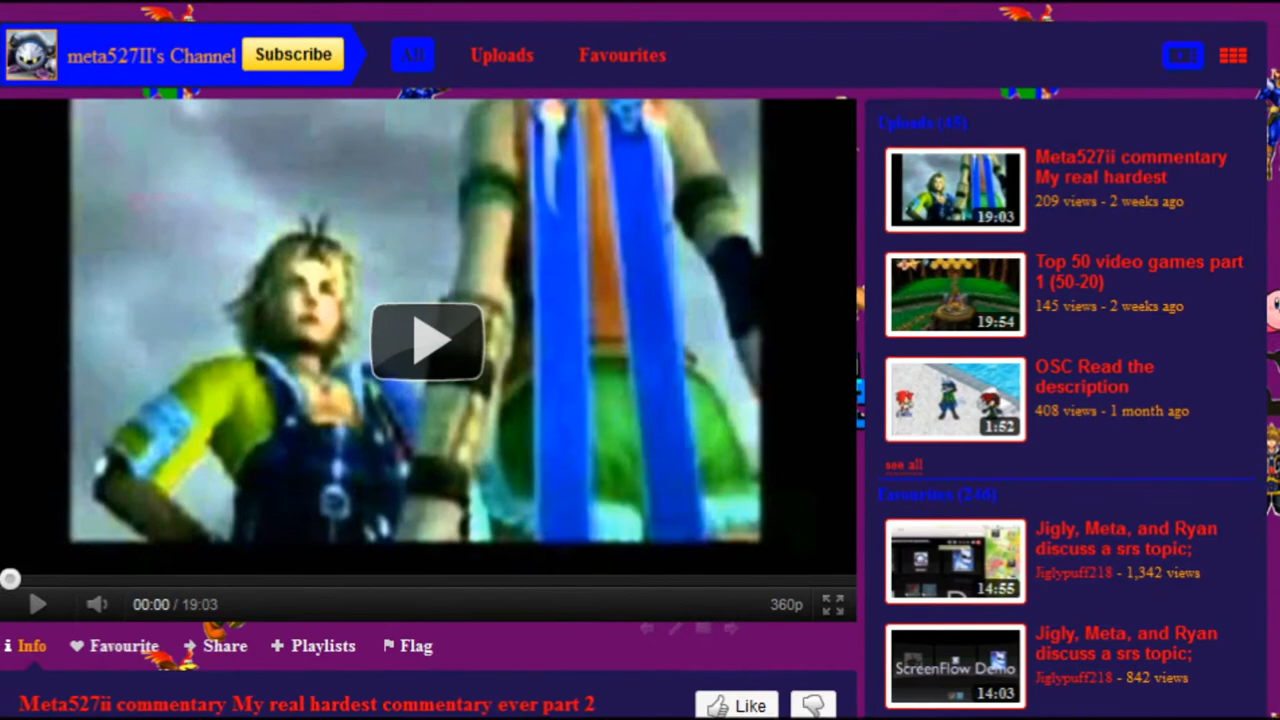 meta527II's Channel
Subscribe
All
Uploads
Favourites
00:00 / 19:03
360p
Info
Favourite
Share
Playlists
Flag
Meta527ii commentary My real hardest commentary ever part 2
Like
Uploads (45)
Meta527ii commentary
My real hardest
209 views - 2 weeks ago
19:03
Top 50 video games part
1 (50-20)
145 views - 2 weeks ago
19:54
OSC Read the
description
408 views - 1 month ago
1:52
see all
Favourites (246)
Jigly, Meta, and Ryan
discuss a srs topic;
Jiglypuff218 - 1,342 views
14:55
Jigly, Meta, and Ryan
discuss a srs topic;
Jiglypuff218 - 842 views
ScreenFlow Demo
14:03